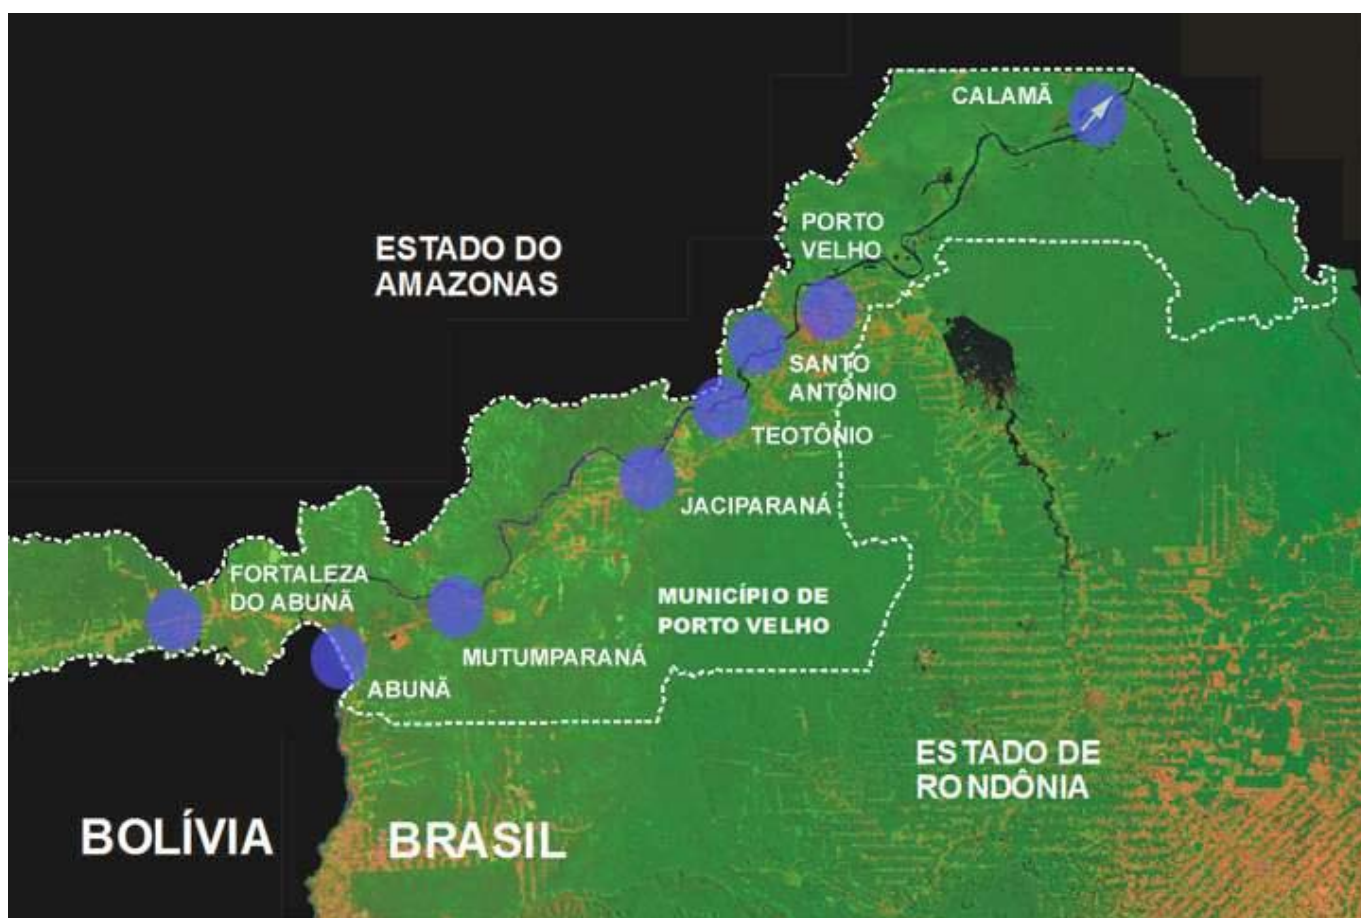 CALAMÃ
PORTO
VELHO
ESTADO DO
AMAZONAS
SANTO
ANTÔNIO
TEOTÔNIO
JACIPARANÁ
FORTALEZA
DO ABUNÃ
MUNICÍPIO DE
PORTO VELHO
MUTUMPARANÁ
ABUNÃ
ESTADO DE
RONDÔNIA
BOLÍVIA
BRASIL